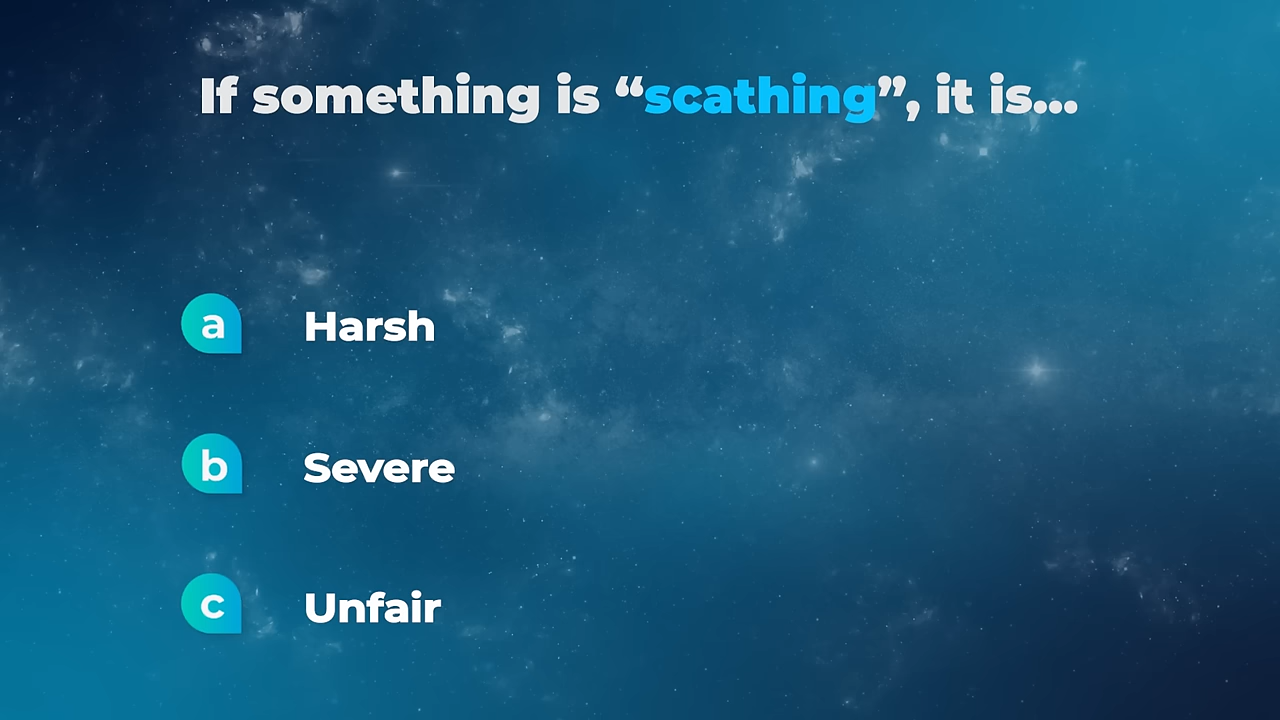 If something is “scathing”, it is...
a Harsh
b Severe
c Unfair